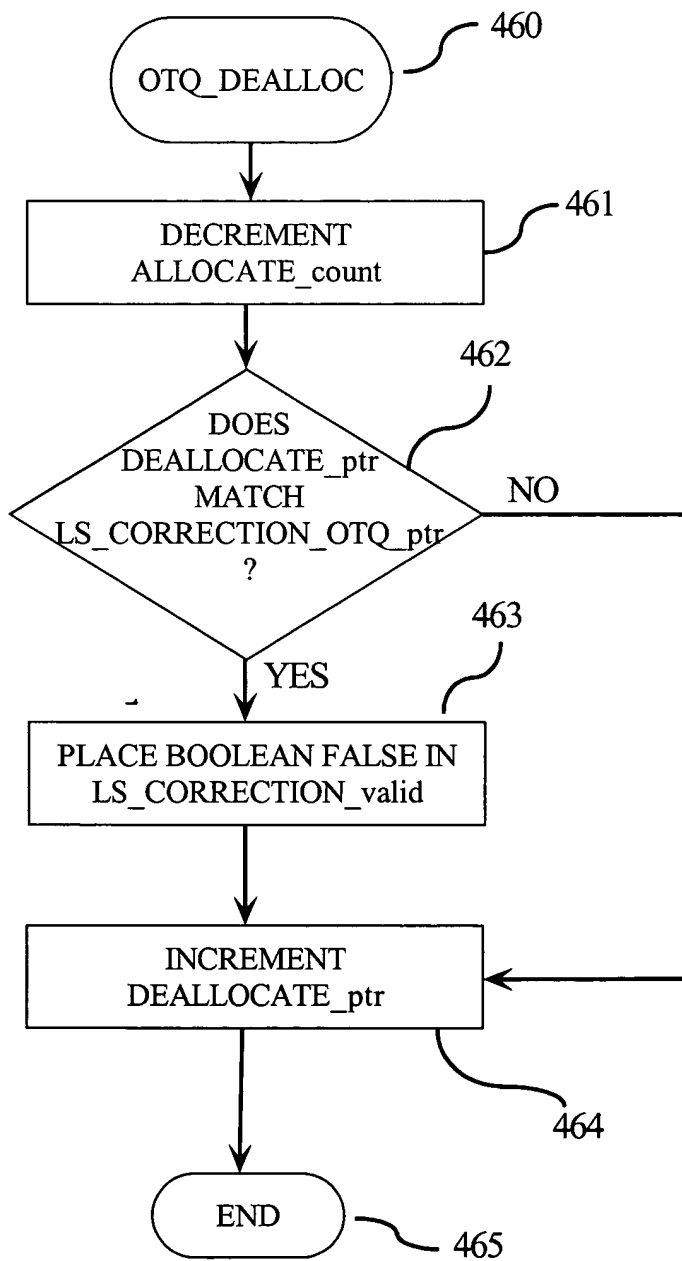 460
OTQ_DEALLOC
461
DECREMENT
ALLOCATE_count
462
DOES
DEALLOCATE_ptr
MATCH
LS_CORRECTION_OTQ_ptr
?
NO
463
YES
PLACE BOOLEAN FALSE IN
LS_CORRECTION_valid
INCREMENT
DEALLOCATE_ptr
464
END
465